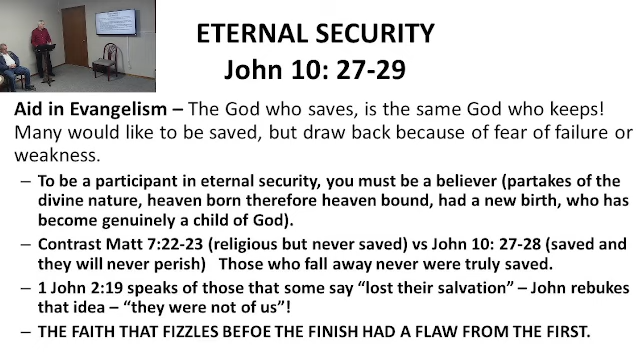 ETERNAL SECURITY
John 10: 27-29
Aid in Evangelism – The God who saves, is the same God who keeps!
Many would like to be saved, but draw back because of fear of failure or
weakness.
– To be a participant in eternal security, you must be a believer (partakes of the
divine nature, heaven born therefore heaven bound, had a new birth, who has
become genuinely a child of God).
– Contrast Matt 7:22-23 (religious but never saved) vs John 10: 27-28 (saved and
they will never perish)   Those who fall away never were truly saved.
– 1 John 2:19 speaks of those that some say “lost their salvation” – John rebukes
that idea – “they were not of us”!
– THE FAITH THAT FIZZLES BEFOE THE FINISH HAD A FLAW FROM THE FIRST.